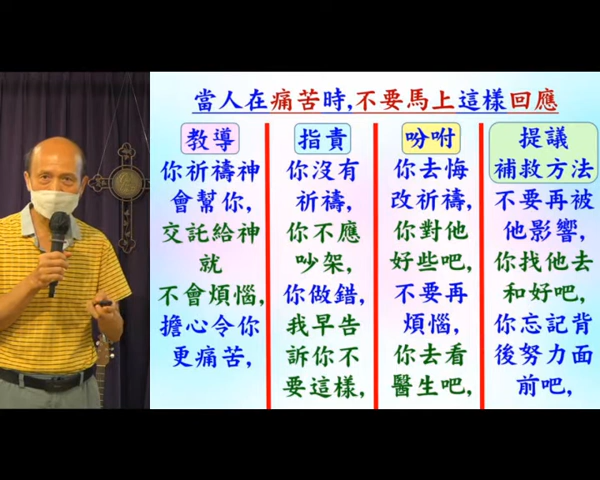 當人在痛苦時,不要馬上這樣回應
教導
你祈禱神
會幫你,
交託給神
就
不會煩惱,
擔心令你
更痛苦,
指責
你沒有
祈禱,
你不應
吵架,
你做錯,
我早告
訴你不
要這樣,
吩咐
你去悔
改祈禱,
你對他
好些吧,
不要再
煩惱,
你去看
醫生吧,
提議
補救方法
不要再被
他影響,
你找他去
和好吧,
你忘記背
後努力面
前吧,